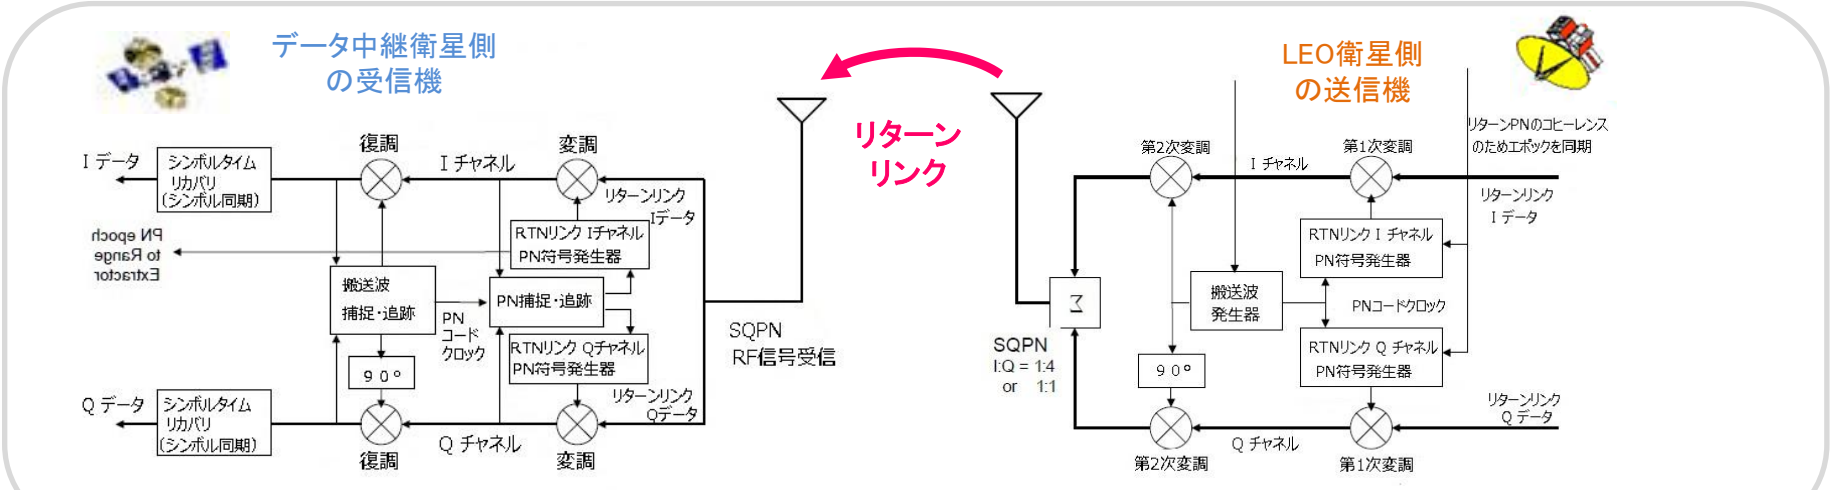 データ中継衛星側
の受信機
リターン
リンク
LEO衛星側
の送信機
リターンPNのコヒーレンス
のためエポックを同期
I データ
シンボルタイム
リカバリ
(シンボル同期)
復調
I チャネル
変調
リターンリンク
Iデータ
RTNリンク Iチャネル
PN符号発生器
PN epoch
to Range
Extractor
搬送波
捕捉・追跡
PN
コード
クロック
PN捕捉・追跡
RTNリンク Qチャネル
PN符号発生器
90°
リターンリンク
Qデータ
Q データ
シンボルタイム
リカバリ
(シンボル同期)
復調
Q チャネル
変調
SQPN
RF信号受信
第2次変調
I チャネル
第1次変調
リターンリンク
I データ
RTNリンク I チャネル
PN符号発生器
搬送波
発生器
PNコードクロック
Σ
SQPN
I:Q = 1:4
or 1:1
RTNリンク Q チャネル
PN符号発生器
90°
リターンリンク
Q データ
第2次変調
Q チャネル
第1次変調